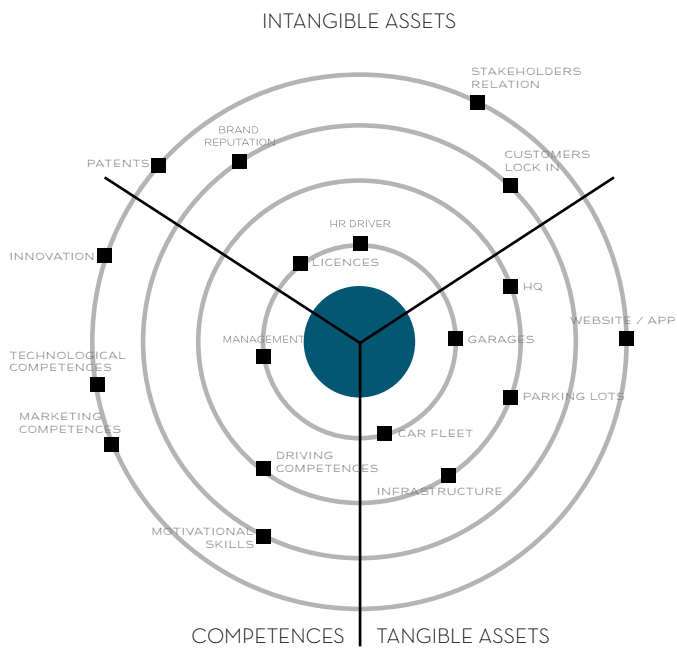 INTANGIBLE ASSETS
STAKEHOLDERS
RELATION
BRAND
REPUTATION
PATENTS
CUSTOMERS
LOCK IN
HR DRIVER
INNOVATION
LICENCES
HQ
WEBSITE / APP
MANAGEMENT
GARAGES
TECHNOLOGICAL
COMPETENCES
PARKING LOTS
MARKETING
COMPETENCES
CAR FLEET
DRIVING
COMPETENCES
INFRASTRUCTURE
MOTIVATIONAL
SKILLS
COMPETENCES
TANGIBLE ASSETS